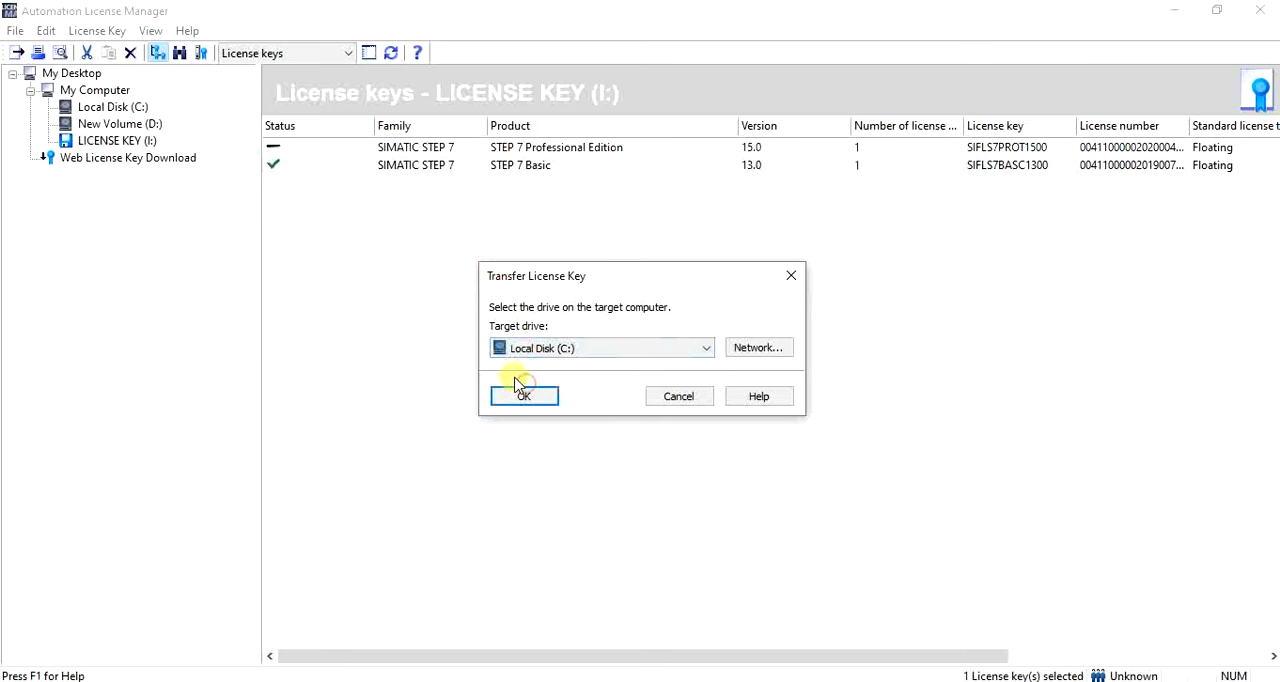 Automation License Manager
File Edit License Key View Help
License keys
My Desktop
My Computer
Local Disk (C:)
New Volume (D:)
LICENSE KEY (I:)
Web License Key Download
License keys - LICENSE KEY (I:)
Status Family Product Version Number of license ... License key License number Standard license t
SIMATIC STEP 7 STEP 7 Professional Edition 15.0 1 SIFLS7PROT1500 00411000002020004... Floating
SIMATIC STEP 7 STEP 7 Basic 13.0 1 SIFLS7BASC1300 00411000002019007... Floating
Transfer License Key
Select the drive on the target computer.
Target drive:
Local Disk (C:) Network...
OK Cancel Help
Press F1 for Help 1 License key(s) selected Unknown NUM